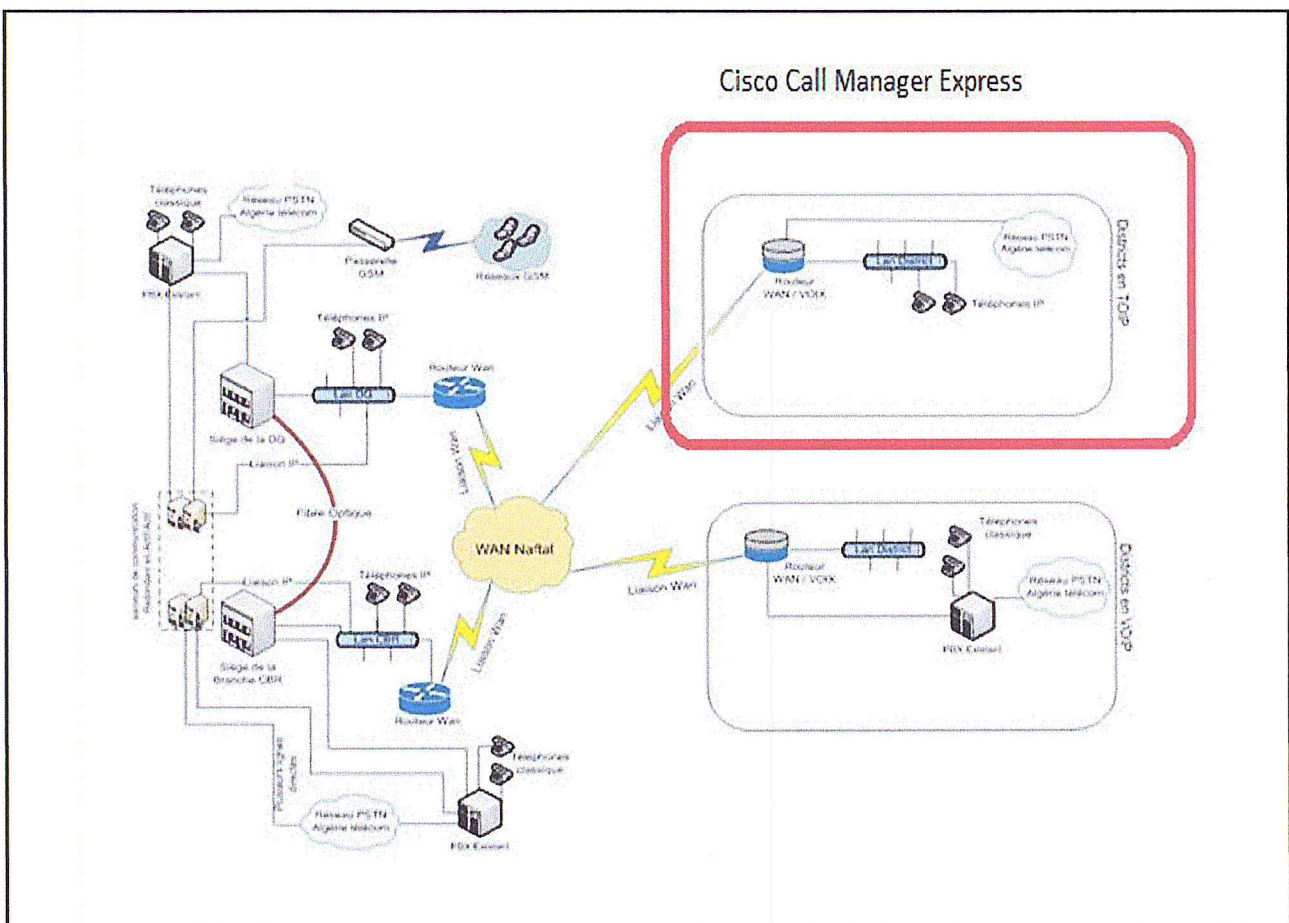 Cisco Call Manager Express
Téléphones
classique
Réseau PSTN
Algérie télécom
PBX Existant
Passerelle
GSM
Réseaux GSM
Téléphones IP
Lan DG
Routeur Wan
Siège de la DG
Liaison IP
Liaison Wan
Fibre Optique
WAN Naftal
Liaison IP
Téléphones IP
Siège de la
Branche CBR
Lan CBR
Routeur Wan
Liaison Wan
Plusieurs lignes
directes
Téléphones
classique
Réseau PSTN
Algérie télécom
PBX Existant
Liaison Wan
Routeur
WAN / VOIX
Lan District
Téléphones IP
Réseau PSTN
Algérie télécom
Districts en TOIP
Liaison Wan
Routeur
WAN / VOIX
Lan District
Téléphones
classique
Réseau PSTN
Algérie télécom
PBX Existant
Districts en VOIP